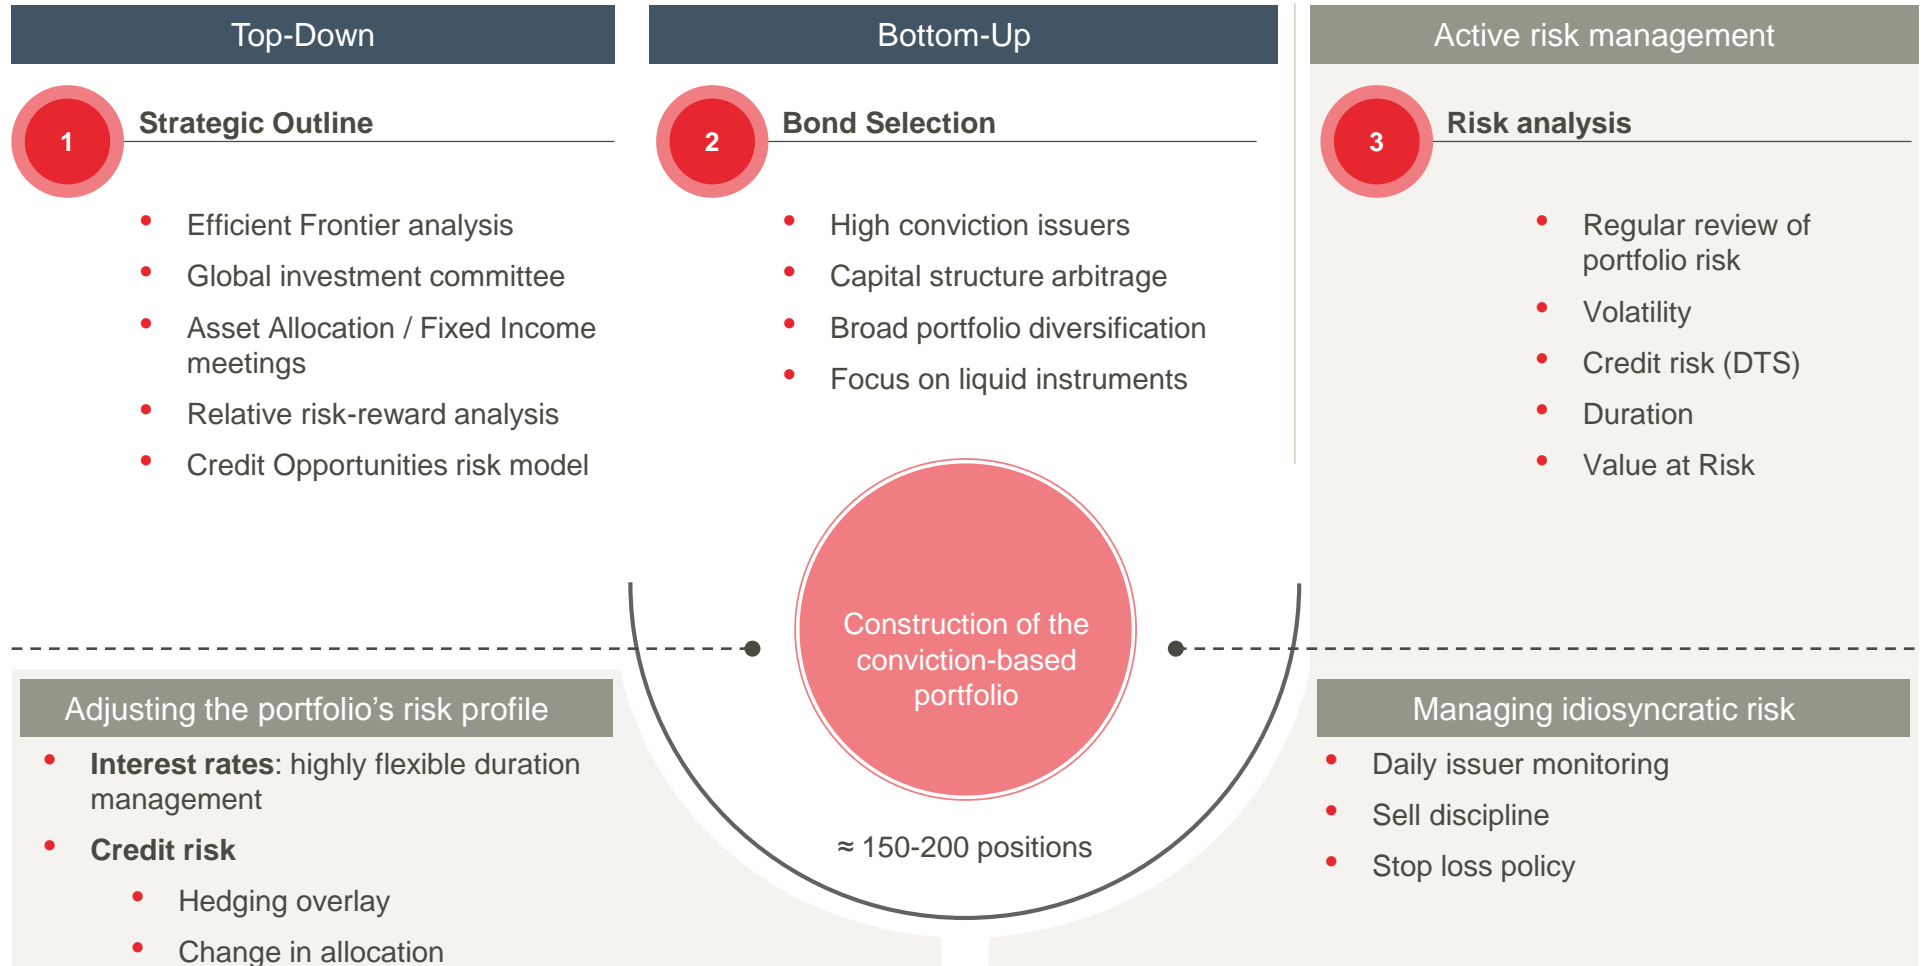 Top-Down
1
Strategic Outline
• Efficient Frontier analysis
• Global investment committee
• Asset Allocation / Fixed Income
meetings
• Relative risk-reward analysis
• Credit Opportunities risk model
Bottom-Up
2
Bond Selection
• High conviction issuers
• Capital structure arbitrage
• Broad portfolio diversification
• Focus on liquid instruments
Active risk management
3
Risk analysis
• Regular review of
portfolio risk
• Volatility
• Credit risk (DTS)
• Duration
• Value at Risk
Construction of the
conviction-based
portfolio
≈ 150-200 positions
Adjusting the portfolio’s risk profile
• Interest rates: highly flexible duration
management
• Credit risk
• Hedging overlay
• Change in allocation
Managing idiosyncratic risk
• Daily issuer monitoring
• Sell discipline
• Stop loss policy